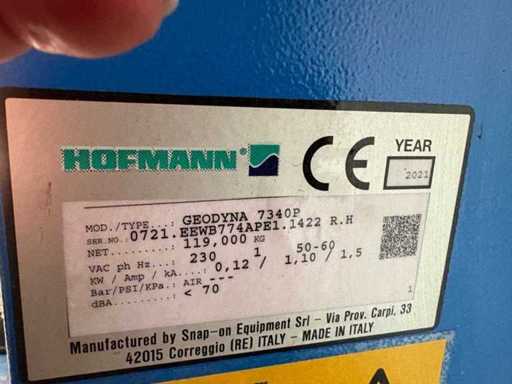 HOFMANN®
CE
YEAR
2021
MOD./TYPE...: GEODYNA 7340P
SER NO.: 0721.EEWB774APE1.1422 R.H
NET.........: 119,000 KG
VAC ph Hz...: 230 1 50-60
KW / Amp / kA...: 0,12 / 1,10 / 1,5
Bar/PSI/KPa.: AIR ---
dBA.........: < 70 1
Manufactured by Snap-on Equipment Srl - Via Prov. Carpi, 33
42015 Correggio (RE) ITALY - MADE IN ITALY